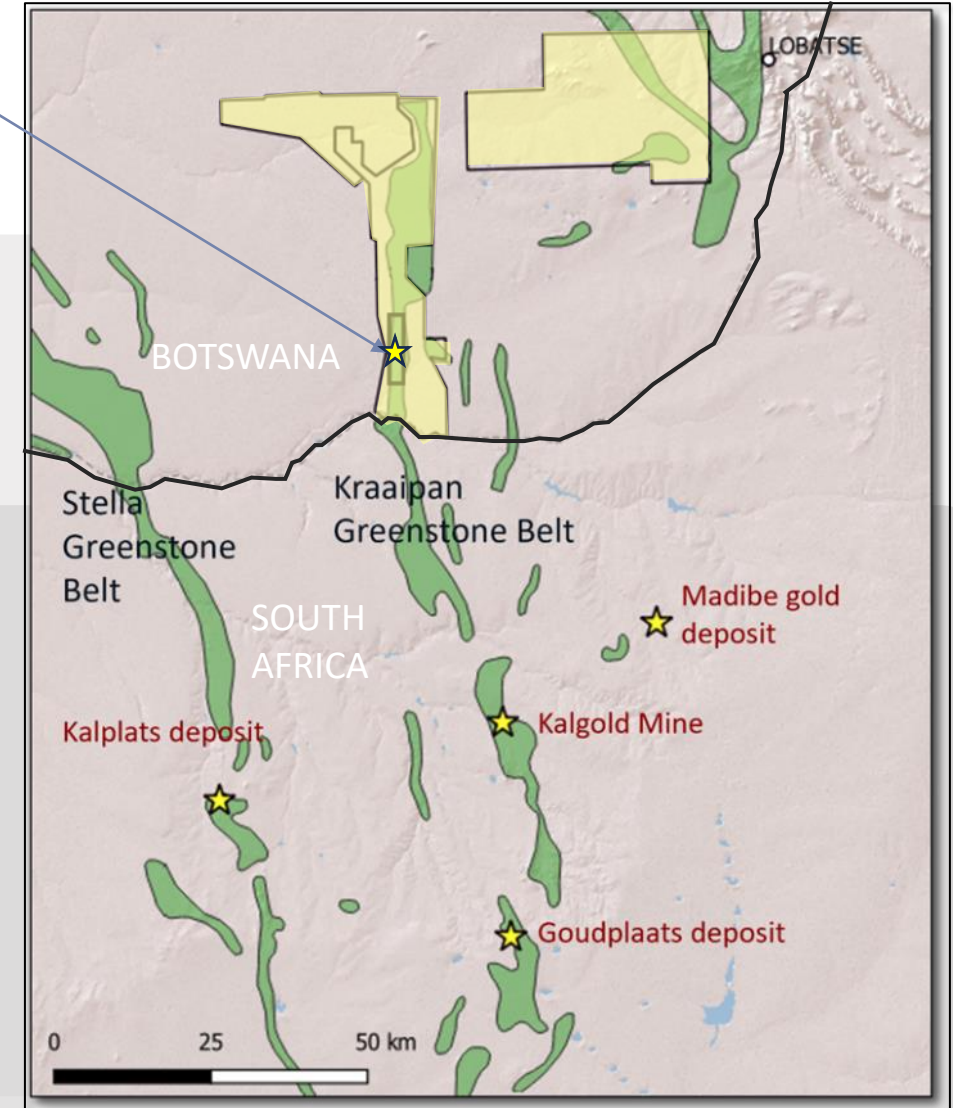 LOBATSE
BOTSWANA
Stella
Greenstone
Belt
Kraaipan
Greenstone Belt
SOUTH
AFRICA
Madibe gold
deposit
Kalplats deposit
Kalgold Mine
Goudplaats deposit
0 25 50 km